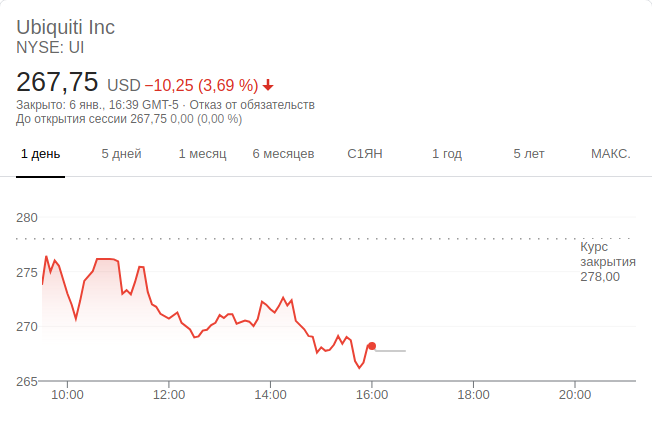 Ubiquiti Inc
NYSE: UI
267,75 USD −10,25 (3,69 %)
Закрыто: 6 янв., 16:39 GMT-5 · Отказ от обязательств
До открытия сессии 267,75 0,00 (0,00 %)
1 день 5 дней 1 месяц 6 месяцев С1ЯН 1 год 5 лет МАКС.
280
Курс
закрытия
278,00
275
270
265
10:00 12:00 14:00 16:00 18:00 20:00